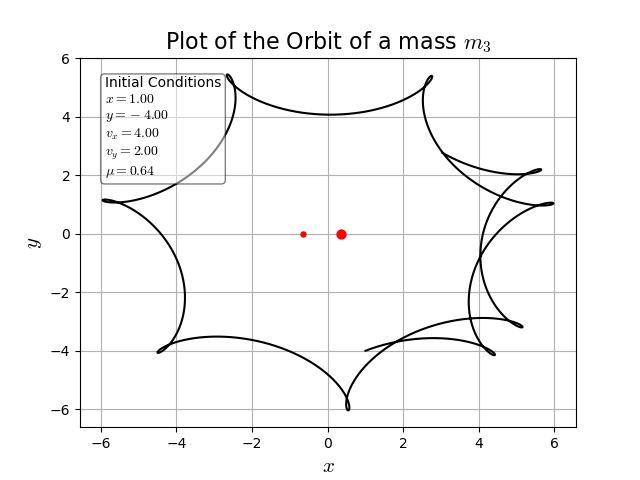 Plot of the Orbit of a mass m₃
Initial Conditions
x = 1.00
y = − 4.00
vₓ = 4.00
v_y = 2.00
μ = 0.64
6
4
2
0
−2
−4
−6
y
−6 −4 −2 0 2 4 6
x